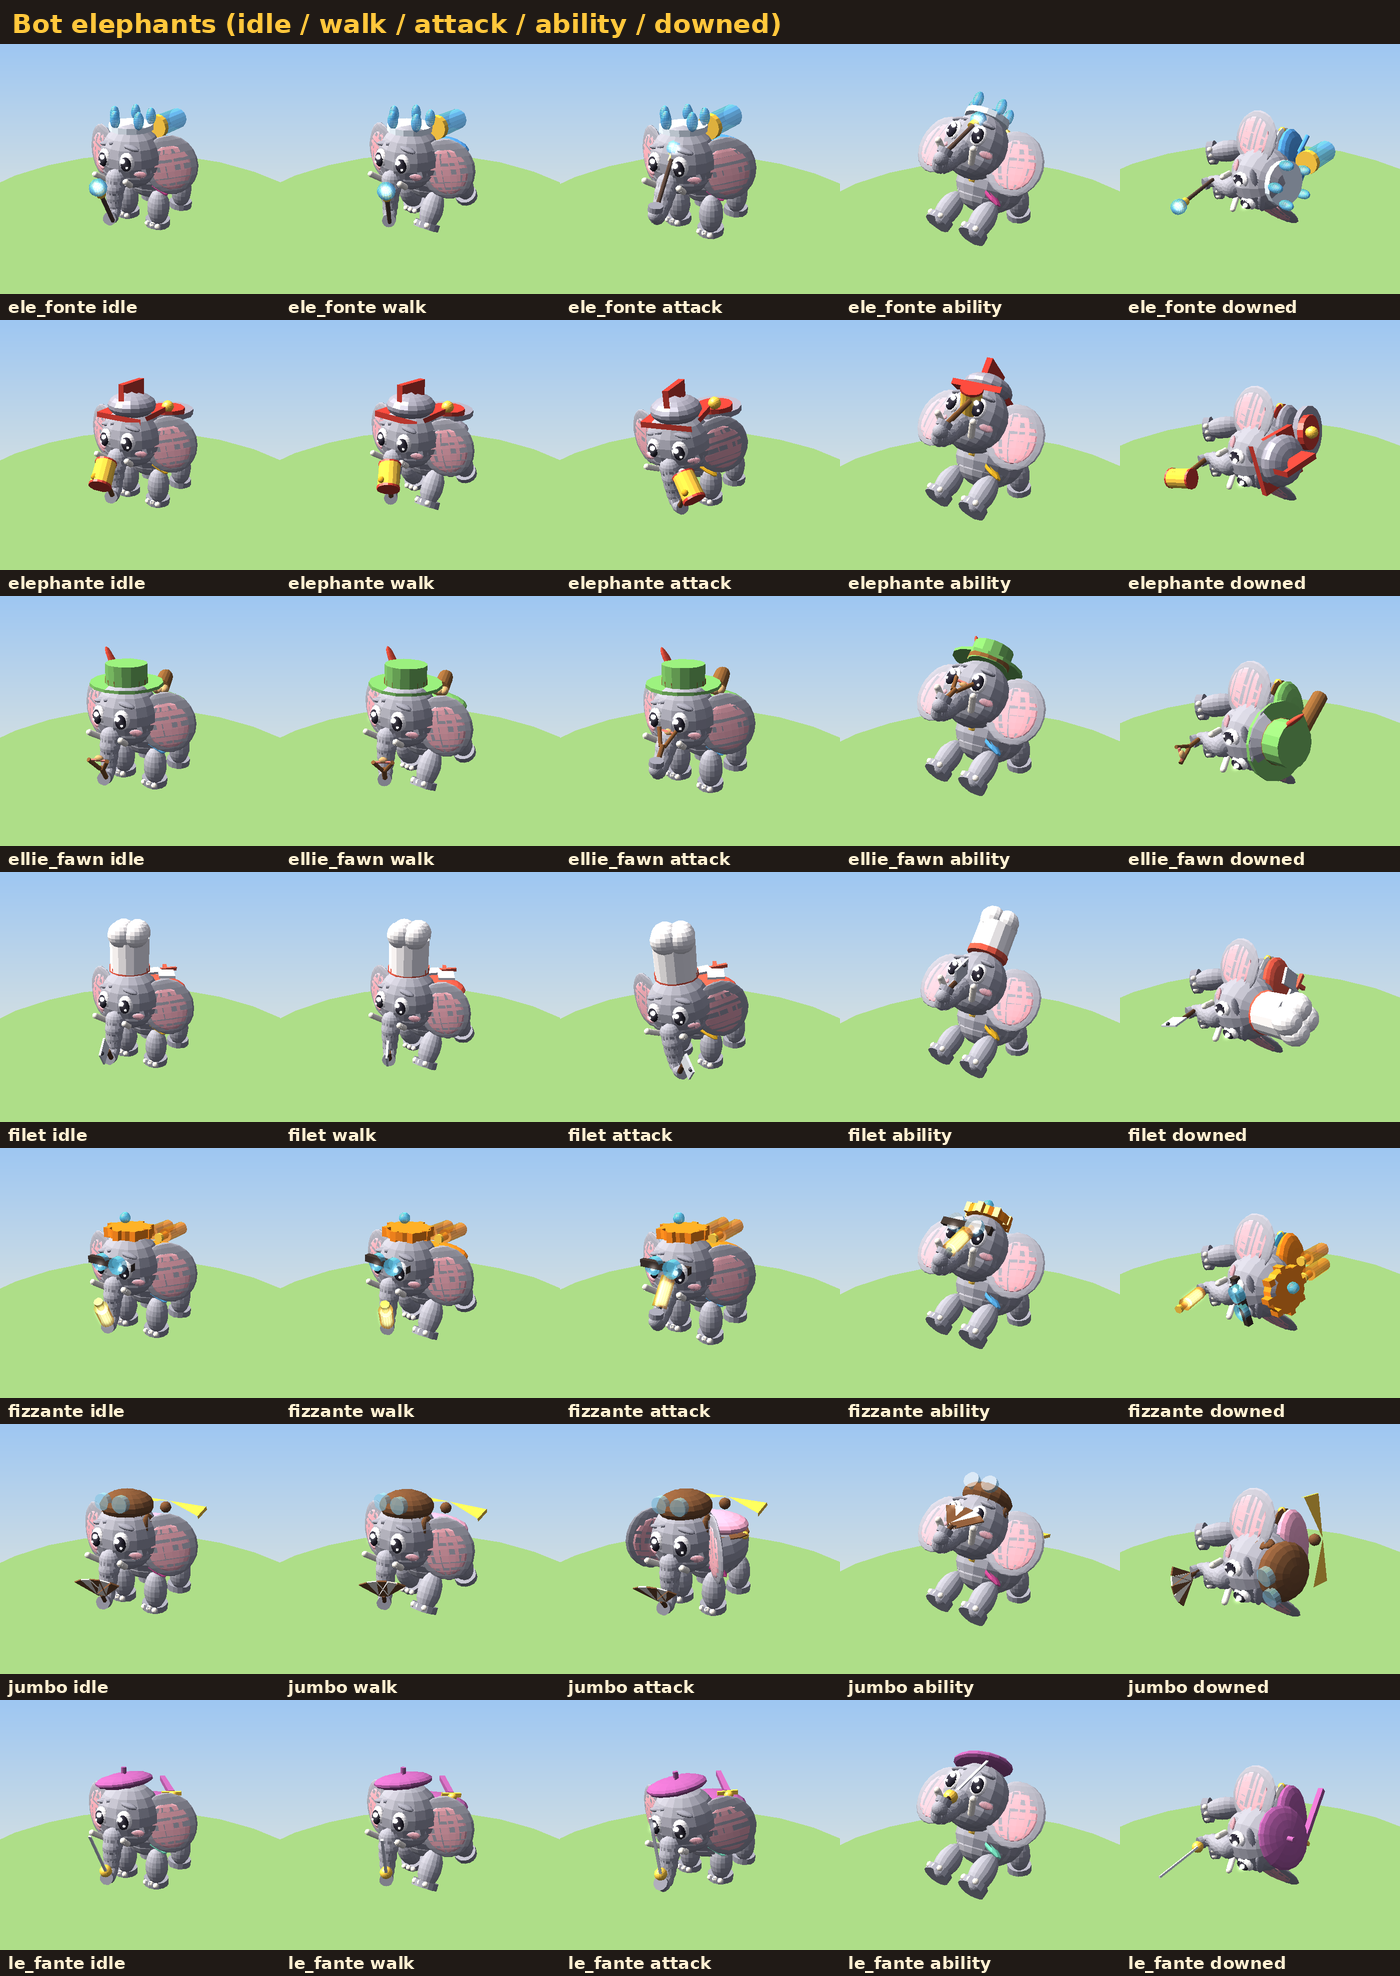 Bot elephants (idle / walk / attack / ability / downed)
ele_fonte idle ele_fonte walk ele_fonte attack ele_fonte ability ele_fonte downed
elephante idle elephante walk elephante attack elephante ability elephante downed
ellie_fawn idle ellie_fawn walk ellie_fawn attack ellie_fawn ability ellie_fawn downed
filet idle filet walk filet attack filet ability filet downed
fizzante idle fizzante walk fizzante attack fizzante ability fizzante downed
jumbo idle jumbo walk jumbo attack jumbo ability jumbo downed
le_fante idle le_fante walk le_fante attack le_fante ability le_fante downed